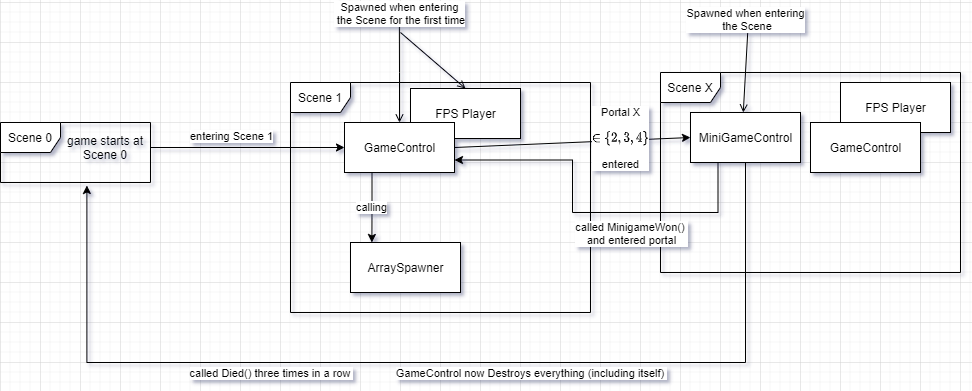 Spawned when entering
the Scene for the first time
Spawned when entering
the Scene
Scene 0
game starts at
Scene 0
entering Scene 1
Scene 1
FPS Player
GameControl
calling
ArraySpawner
Portal X
∈ {2, 3, 4}
entered
Scene X
MiniGameControl
FPS Player
GameControl
called MinigameWon()
and entered portal
called Died() three times in a row
GameControl now Destroys everything (including itself)